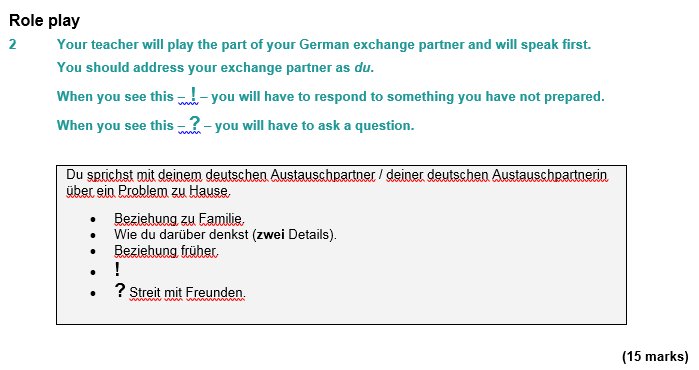 Role play
2 Your teacher will play the part of your German exchange partner and will speak first.
You should address your exchange partner as du.
When you see this – ! – you will have to respond to something you have not prepared.
When you see this – ? – you will have to ask a question.
Du sprichst mit deinem deutschen Austauschpartner / deiner deutschen Austauschpartnerin
über ein Problem zu Hause.
• Beziehung zu Familie.
• Wie du darüber denkst (zwei Details).
• Beziehung früher.
• !
• ? Streit mit Freunden.
(15 marks)